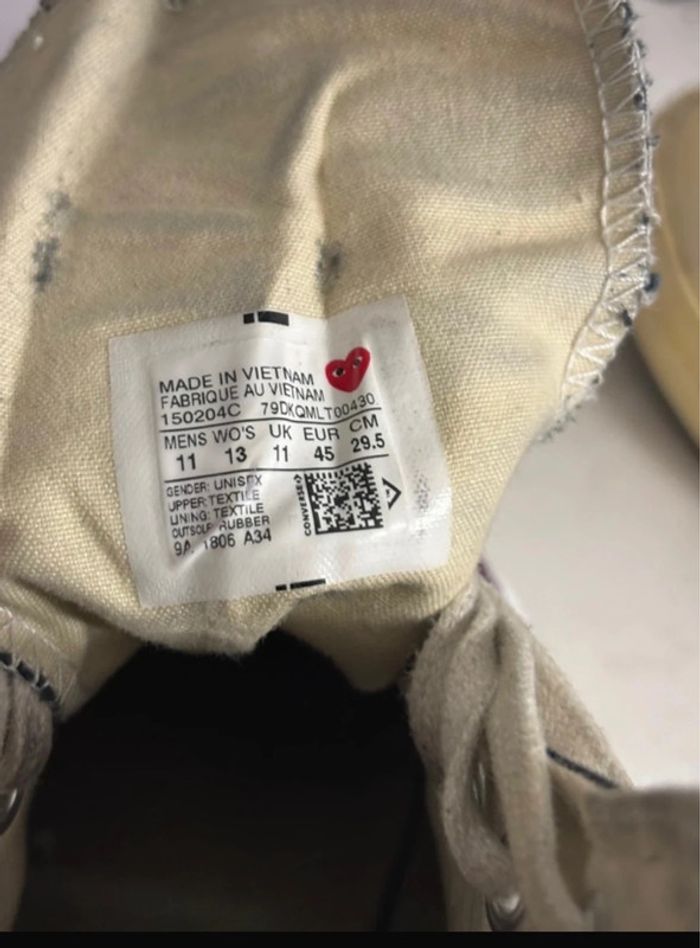 MADE IN VIETNAM
FABRIQUE AU VIETNAM
150204C 79DKQMLT00430
MENS WO'S UK EUR CM
11 13 11 45 29.5
GENDER: UNISEX
UPPER: TEXTILE
LINING: TEXTILE
OUTSOLE RUBBER
9A 1806 A34
CONVERSE